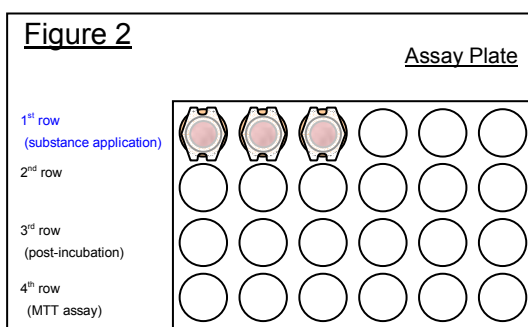 Figure 2
Assay Plate
1st row
(substance application)
2nd row
3rd row
(post-incubation)
4th row
(MTT assay)